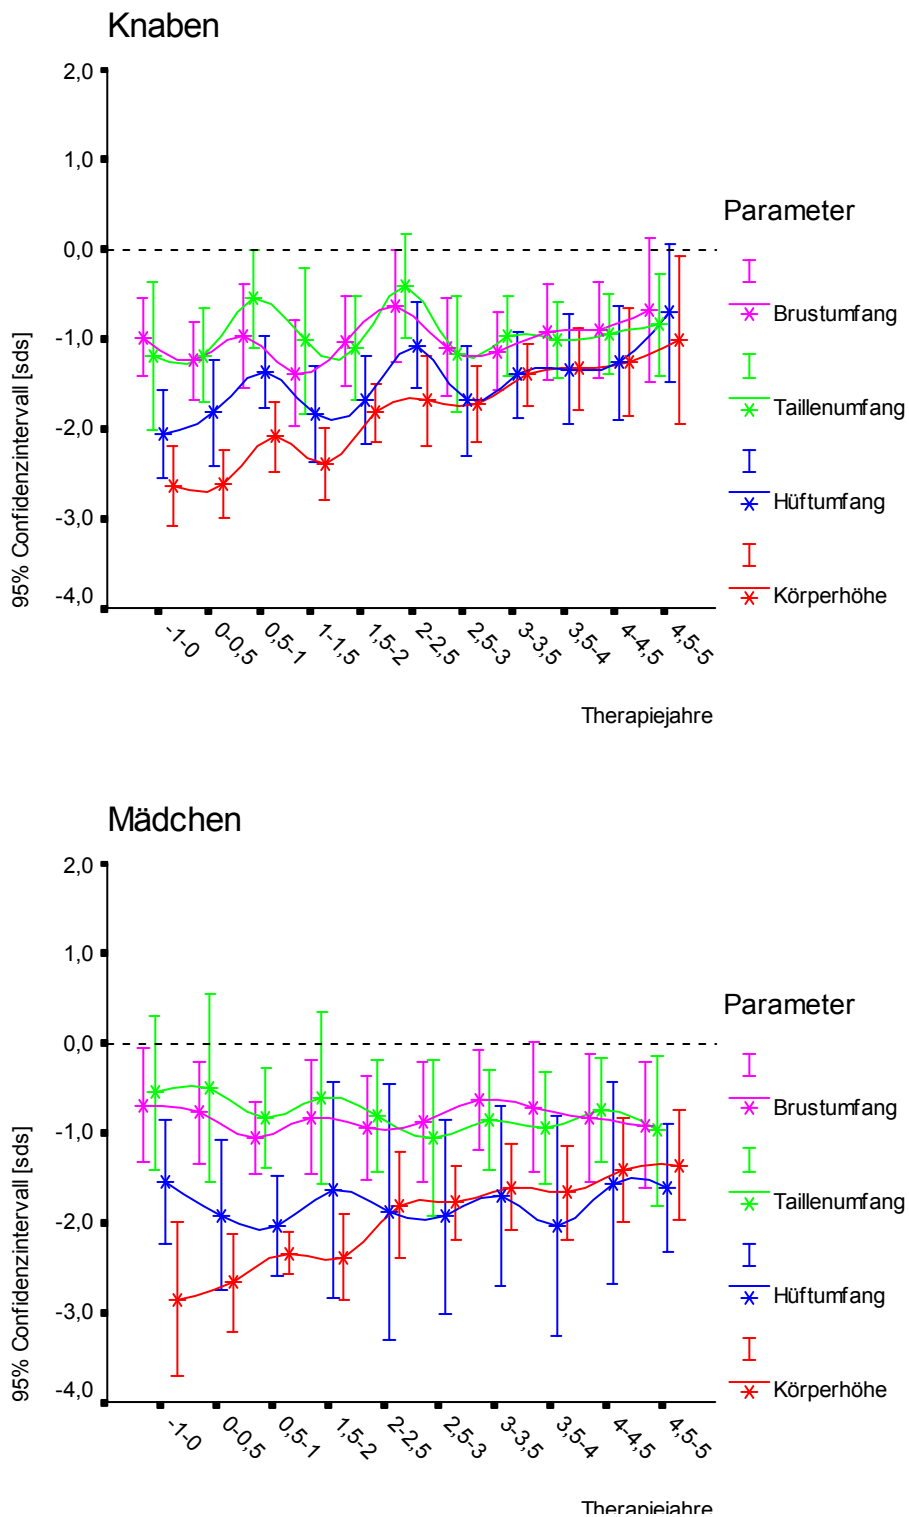 Knaben
2,0
1,0
0,0
-1,0
-2,0
-3,0
-4,0
95% Confidenzintervall [sds]
-1-0
0-0,5
0,5-1
1-1,5
1,5-2
2-2,5
2,5-3
3-3,5
3,5-4
4-4,5
4,5-5
Therapiejahre
Parameter
Brustumfang
Taillenumfang
Hüftumfang
Körperhöhe
Mädchen
2,0
1,0
0,0
-1,0
-2,0
-3,0
-4,0
95% Confidenzintervall [sds]
-1-0
0-0,5
0,5-1
1,5-2
2-2,5
2,5-3
3-3,5
3,5-4
4-4,5
4,5-5
Therapiejahre
Parameter
Brustumfang
Taillenumfang
Hüftumfang
Körperhöhe